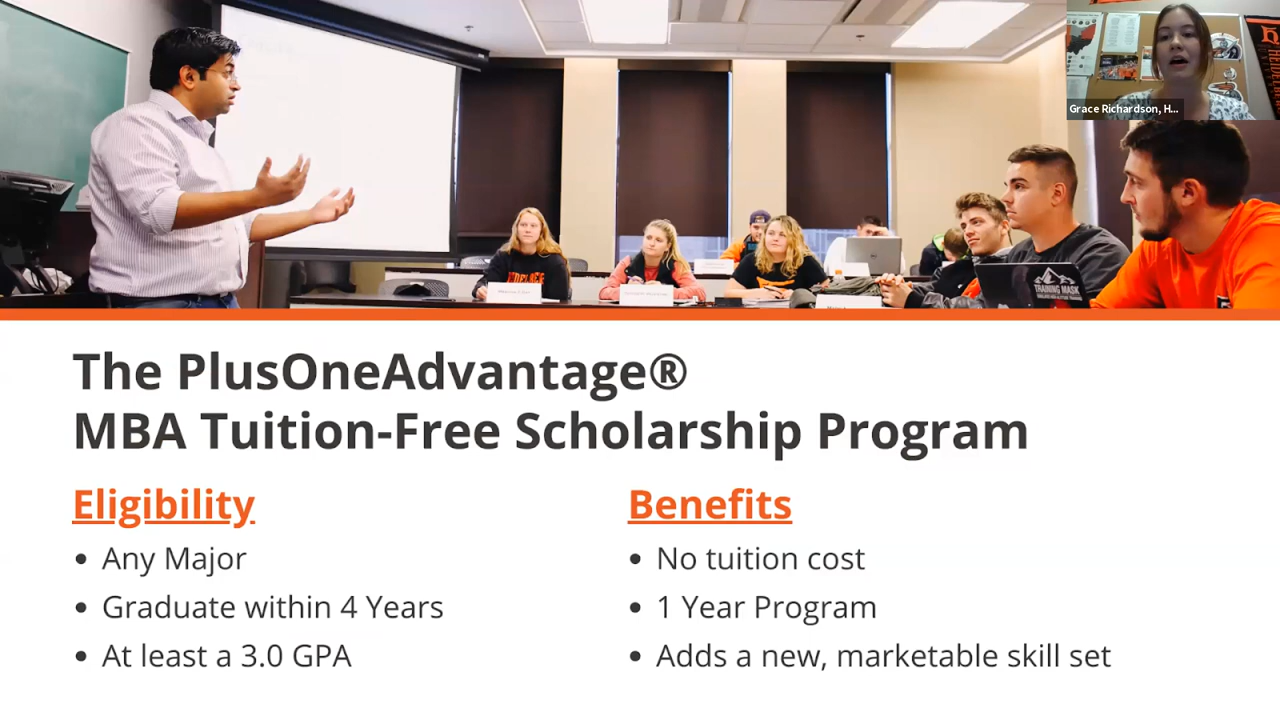 Grace Richardson, H...
TRAINING MASK
The PlusOneAdvantage®
MBA Tuition-Free Scholarship Program
Eligibility
• Any Major
• Graduate within 4 Years
• At least a 3.0 GPA
Benefits
• No tuition cost
• 1 Year Program
• Adds a new, marketable skill set